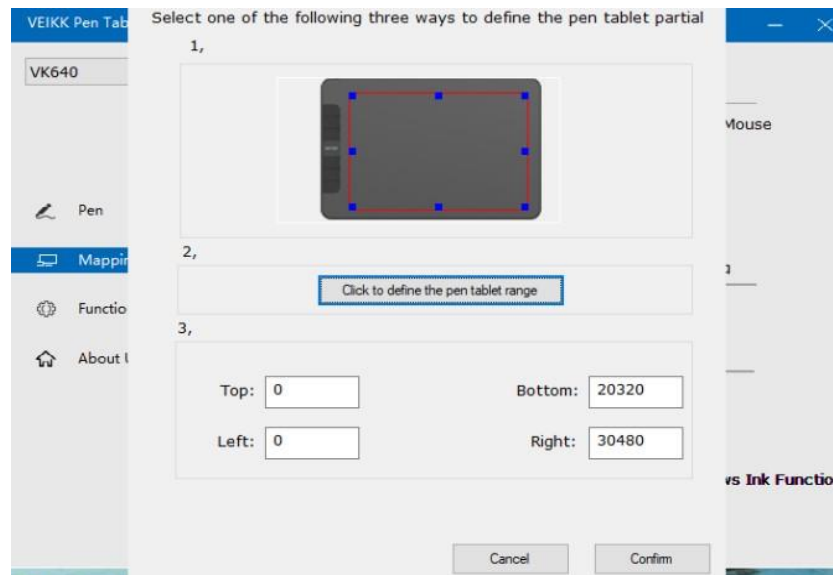 VEIKK Pen Tab
Select one of the following three ways to define the pen tablet partial
1,
VK640
Mouse
Pen
2,
Mappin
Click to define the pen tablet range
Functio
3,
About U
Top: 0
Bottom: 20320
Left: 0
Right: 30480
ws Ink Functio
Cancel
Confirm